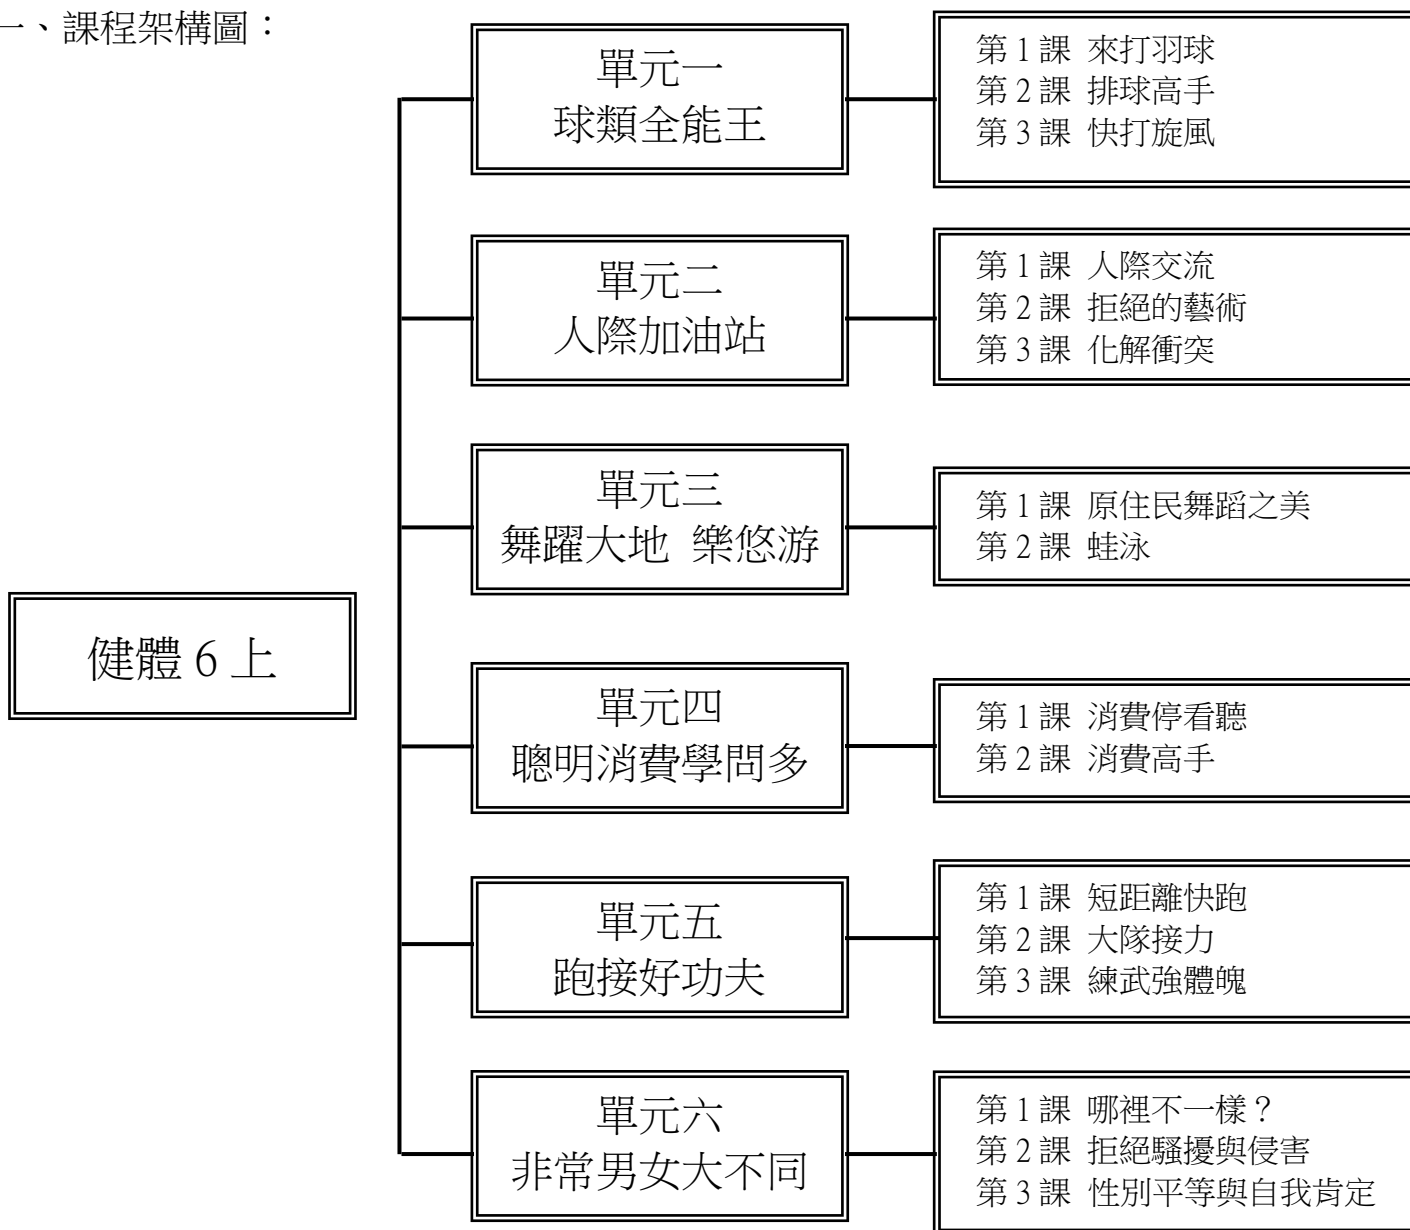 一、課程架構圖：
健體 6 上
單元一
球類全能王
第 1 課 來打羽球
第 2 課 排球高手
第 3 課 快打旋風
單元二
人際加油站
第 1 課 人際交流
第 2 課 拒絕的藝術
第 3 課 化解衝突
單元三
舞躍大地 樂悠游
第 1 課 原住民舞蹈之美
第 2 課 蛙泳
單元四
聰明消費學問多
第 1 課 消費停看聽
第 2 課 消費高手
單元五
跑接好功夫
第 1 課 短距離快跑
第 2 課 大隊接力
第 3 課 練武強體魄
單元六
非常男女大不同
第 1 課 哪裡不一樣？
第 2 課 拒絕騷擾與侵害
第 3 課 性別平等與自我肯定